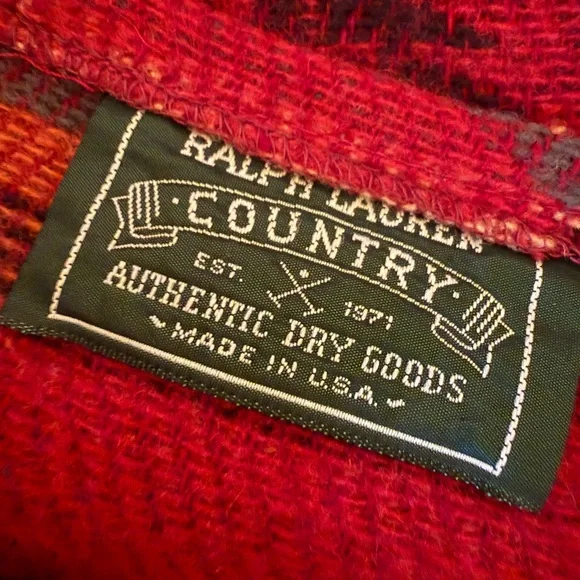 RALPH LAUREN
·COUNTRY·
EST. 1971
AUTHENTIC DRY GOODS
MADE IN U.S.A.